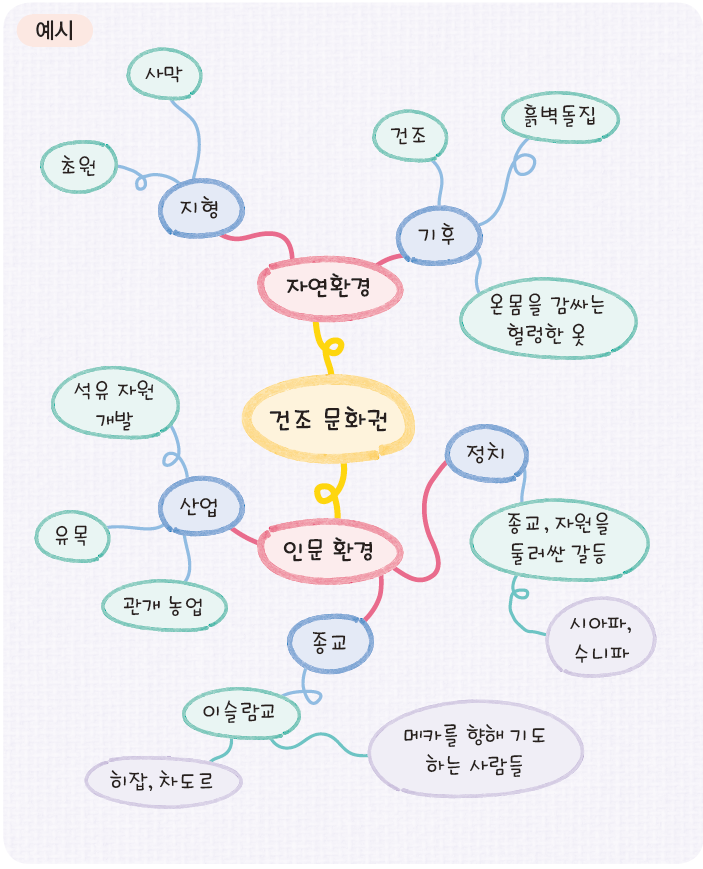 예시
사막
초원
지형
건조
흙벽돌집
기후
온몸을 감싸는
헐렁한 옷
자연환경
건조 문화권
석유 자원
개발
산업
유목
관개 농업
인문 환경
정치
종교, 자원을
둘러싼 갈등
시아파,
수니파
종교
이슬람교
히잡, 차도르
메카를 향해 기도
하는 사람들